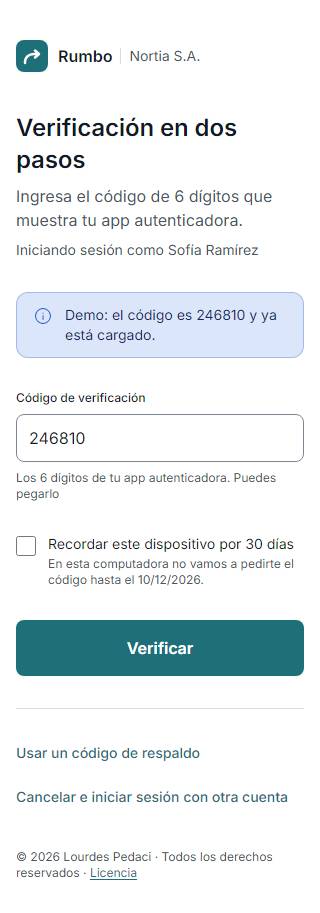 Rumbo | Nortia S.A.
Verificación en dos
pasos
Ingresa el código de 6 dígitos que
muestra tu app autenticadora.
Iniciando sesión como Sofía Ramírez
Demo: el código es 246810 y ya
está cargado.
Código de verificación
246810
Los 6 dígitos de tu app autenticadora. Puedes
pegarlo
Recordar este dispositivo por 30 días
En esta computadora no vamos a pedirte el
código hasta el 10/12/2026.
Verificar
Usar un código de respaldo
Cancelar e iniciar sesión con otra cuenta
© 2026 Lourdes Pedaci · Todos los derechos
reservados · Licencia